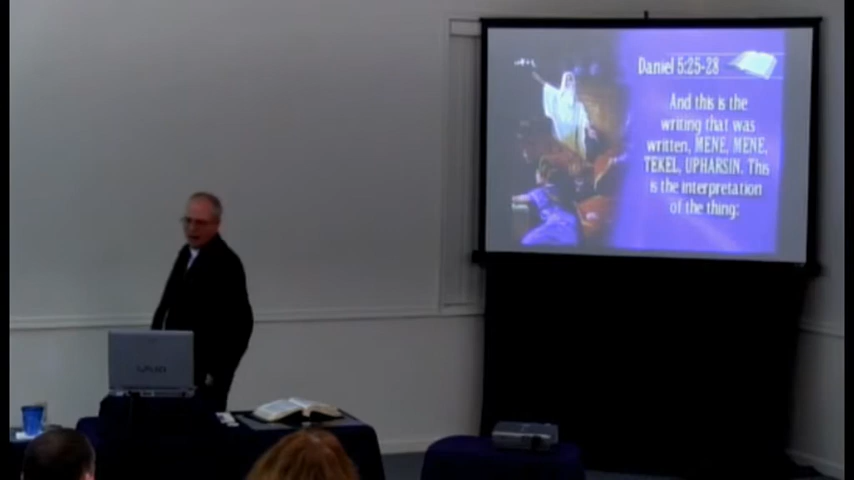 Daniel 5:25-28
And this is the
writing that was
written, MENE, MENE,
TEKEL, UPHARSIN. This
is the interpretation
of the thing:
VAIO